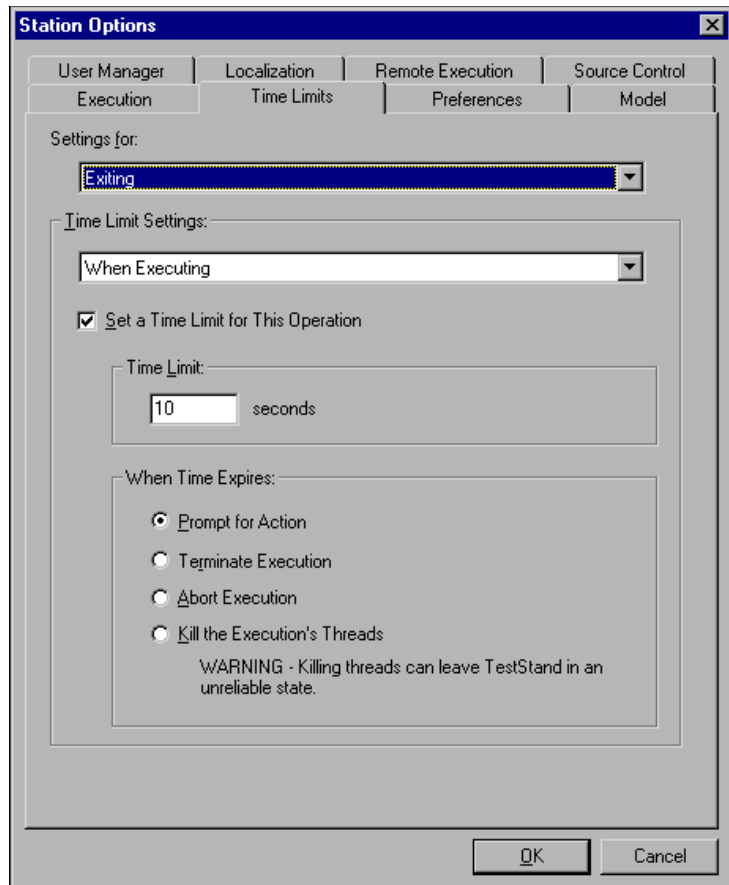 Station Options
User Manager
Localization
Remote Execution
Source Control
Execution
Time Limits
Preferences
Model
Settings for:
Exiting
Time Limit Settings:
When Executing
Set a Time Limit for This Operation
Time Limit:
10 seconds
When Time Expires:
Prompt for Action
Terminate Execution
Abort Execution
Kill the Execution's Threads
WARNING - Killing threads can leave TestStand in an
unreliable state.
OK
Cancel